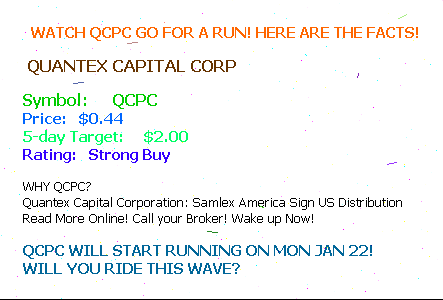 WATCH QCPC GO FOR A RUN! HERE ARE THE FACTS!
QUANTEX CAPITAL CORP
Symbol: QCPC
Price: $0.44
5-day Target: $2.00
Rating: Strong Buy
WHY QCPC?
Quantex Capital Corporation: Samlex America Sign US Distribution
Read More Online! Call your Broker! Wake up Now!
QCPC WILL START RUNNING ON MON JAN 22!
WILL YOU RIDE THIS WAVE?